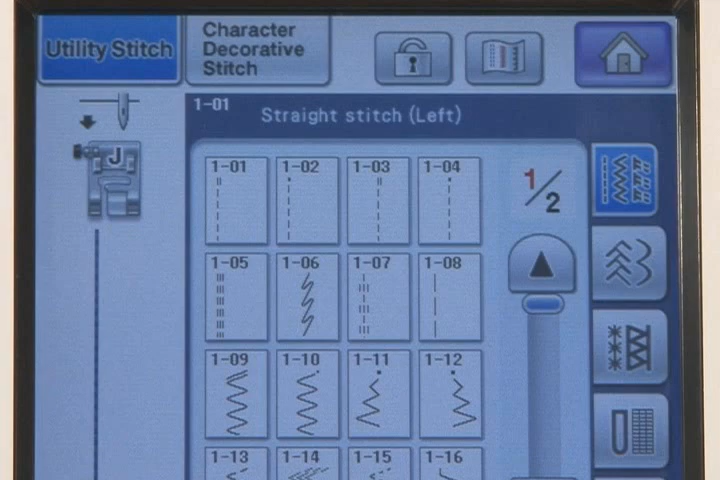 Utility Stitch
Character
Decorative
Stitch
1-01
Straight stitch (Left)
J
1-01 1-02 1-03 1-04
1/2
1-05 1-06 1-07 1-08
1-09 1-10 1-11 1-12
1-13 1-14 1-15 1-16